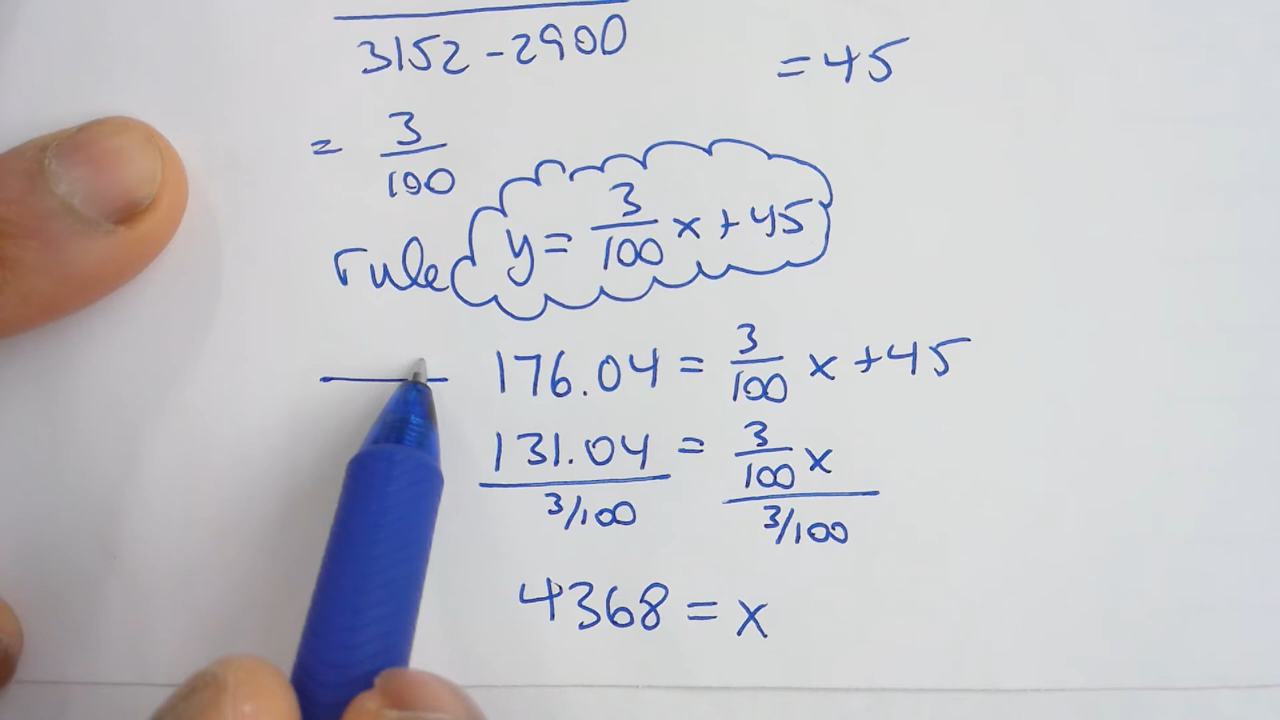 3152-2900
= 45
= 3/100
rule y = 3/100 x + 45
176.04 = 3/100 x + 45
131.04 = 3/100 x
3/100 3/100
4368 = x